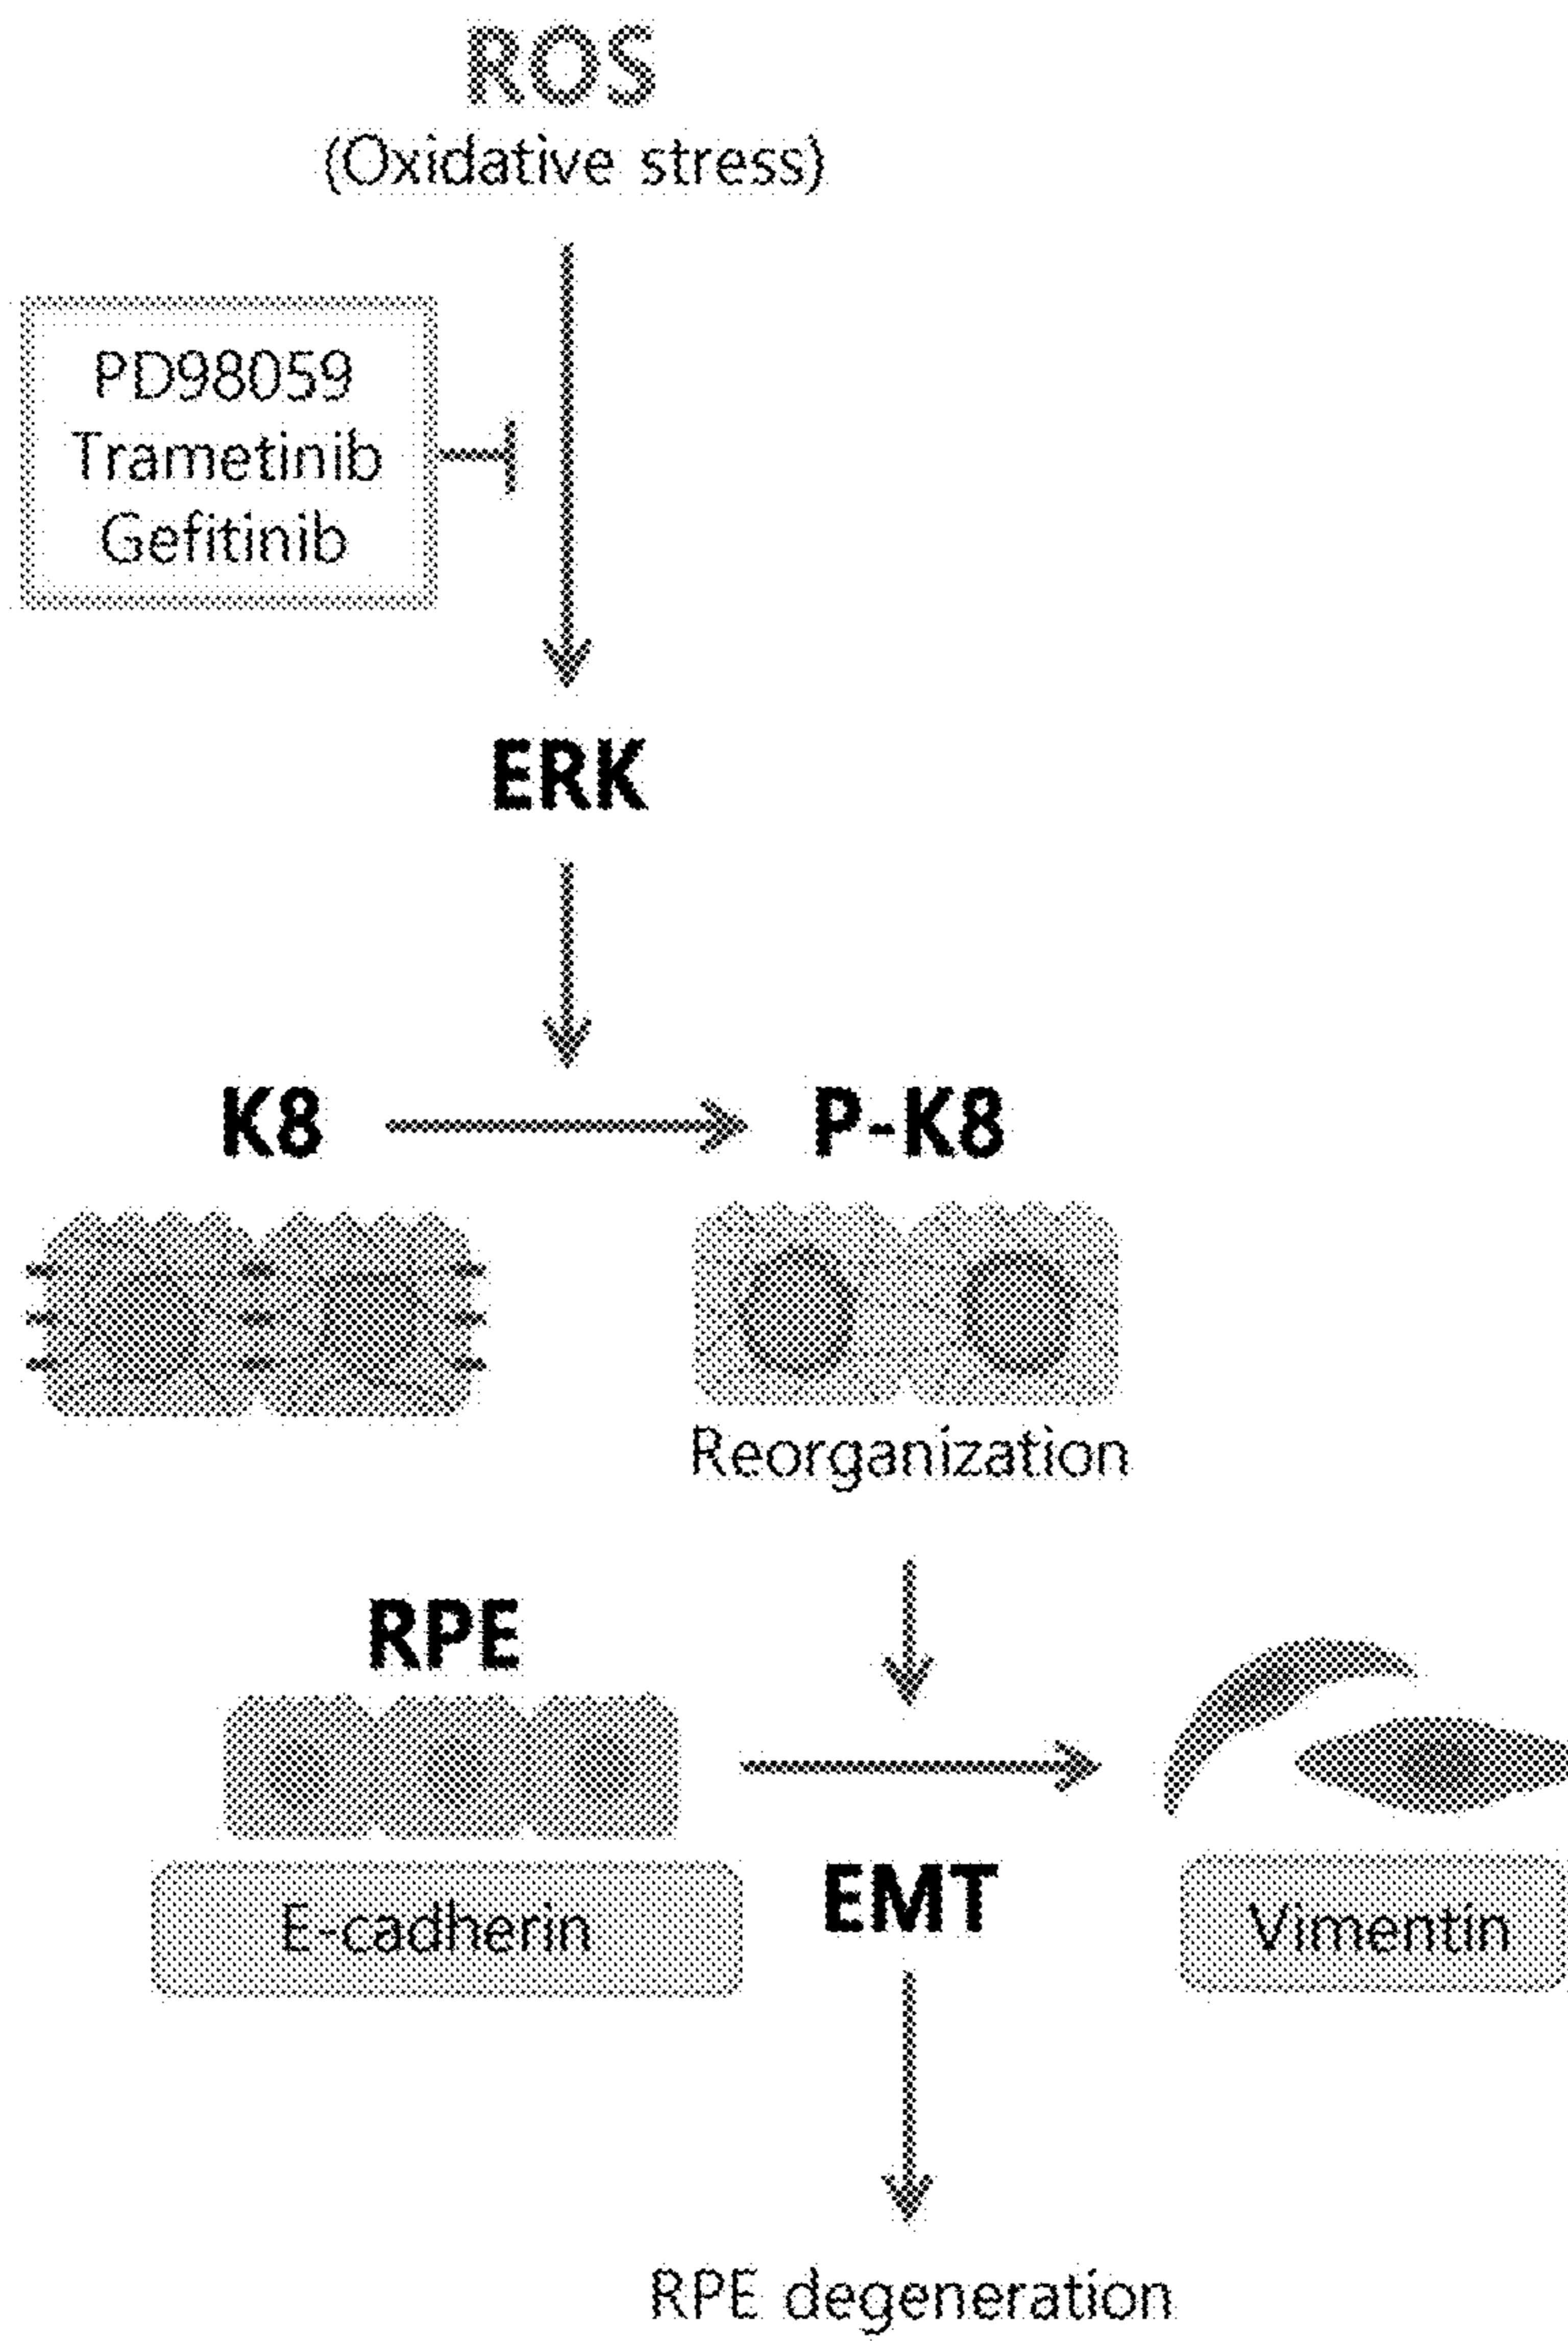 ROS
(Oxidative stress)
PD98059
Trametinib
Gefitinib
ERK
K8
P-K8
Reorganization
RPE
E-cadherin
EMT
Vimentin
RPE degeneration